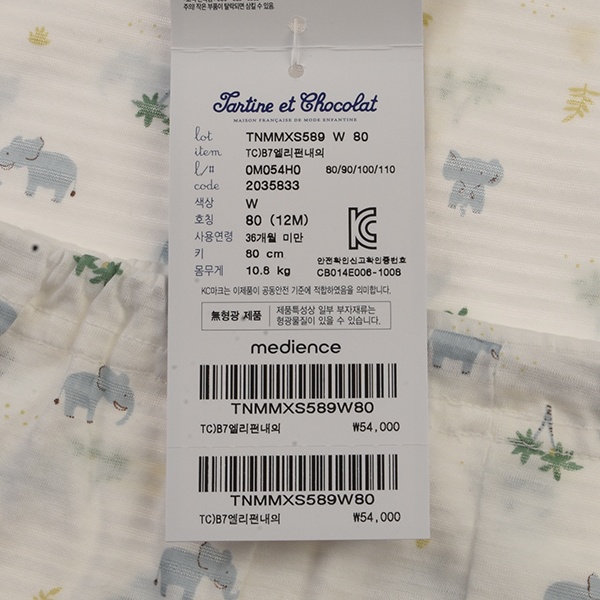 주의! 작은 부품이 탈락되면 삼킬 수 있음.
Tartine et Chocolat
MAISON FRANÇAISE DE MODE ENFANTINE
lot TNMMXS589 W 80
item TC)B7엘리펀내의
l/# 0M054H0 80/90/100/110
code 2035833
색상 W
호칭 80 (12M)
사용연령 36개월 미만
키 80 cm
몸무게 10.8 kg
안전확인신고확인증번호
CB014E006-1008
KC마크는 이제품이 공동안전 기준에 적합하였음을 의미합니다.
無형광 제품
제품특성상 일부 부자재류는
형광물질이 있을 수 있습니다.
medience
TNMMXS589W80
TC)B7엘리펀내의 ₩54,000
TNMMXS589W80
TC)B7엘리펀내의 ₩54,000